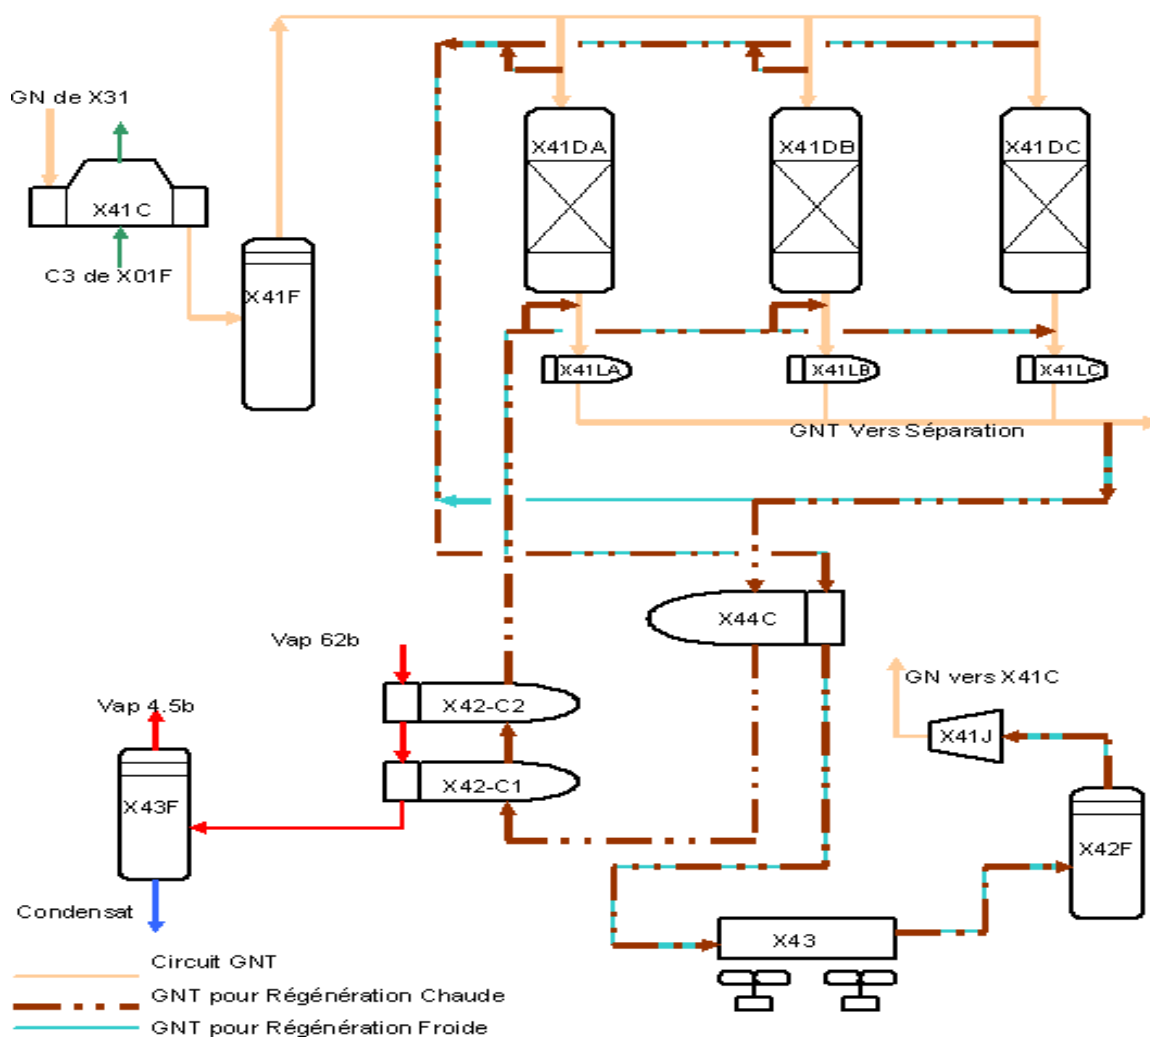 GN de X31
X41C
C3 de X01F
X41F
X41DA
X41DB
X41DC
X41LA
X41LB
X41LC
GNT Vers Séparation
X44C
Vap 62b
X42-C2
X42-C1
Vap 4.5b
X43F
Condensat
GN vers X41C
X41J
X42F
X43
Circuit GNT
GNT pour Régénération Chaude
GNT pour Régénération Froide